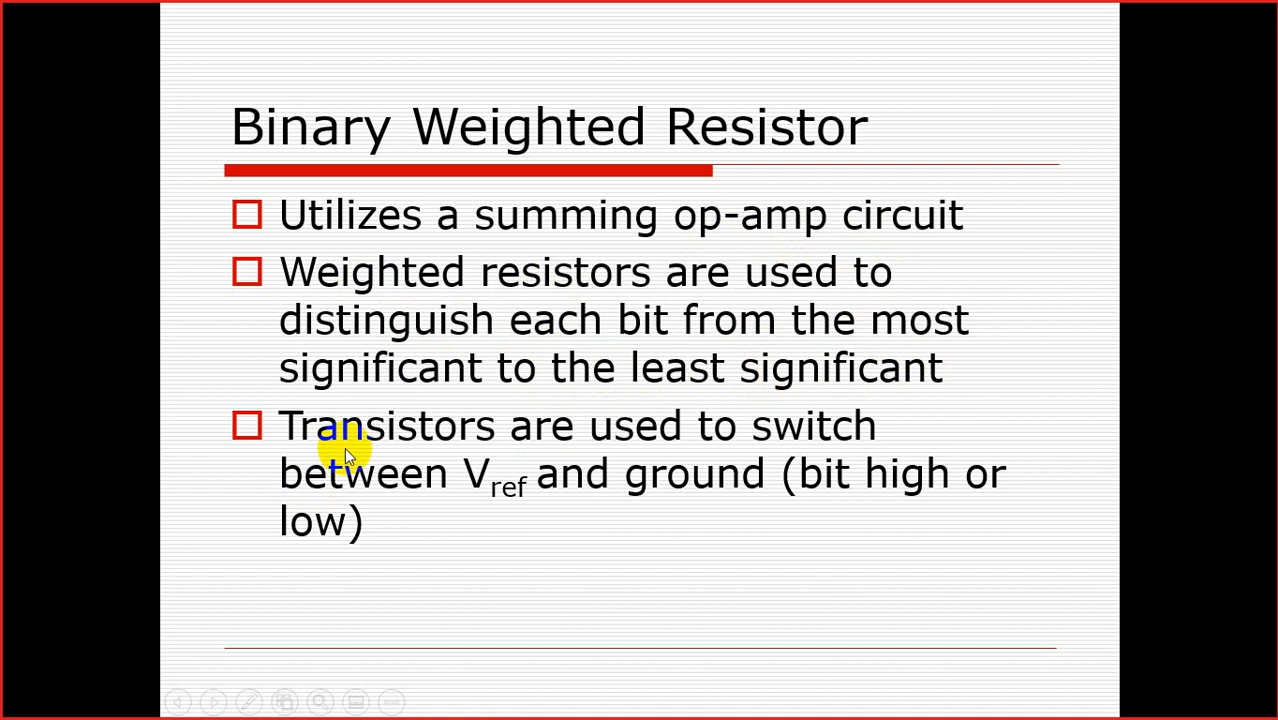 Binary Weighted Resistor
Utilizes a summing op-amp circuit
Weighted resistors are used to
distinguish each bit from the most
significant to the least significant
Transistors are used to switch
between Vref and ground (bit high or
low)